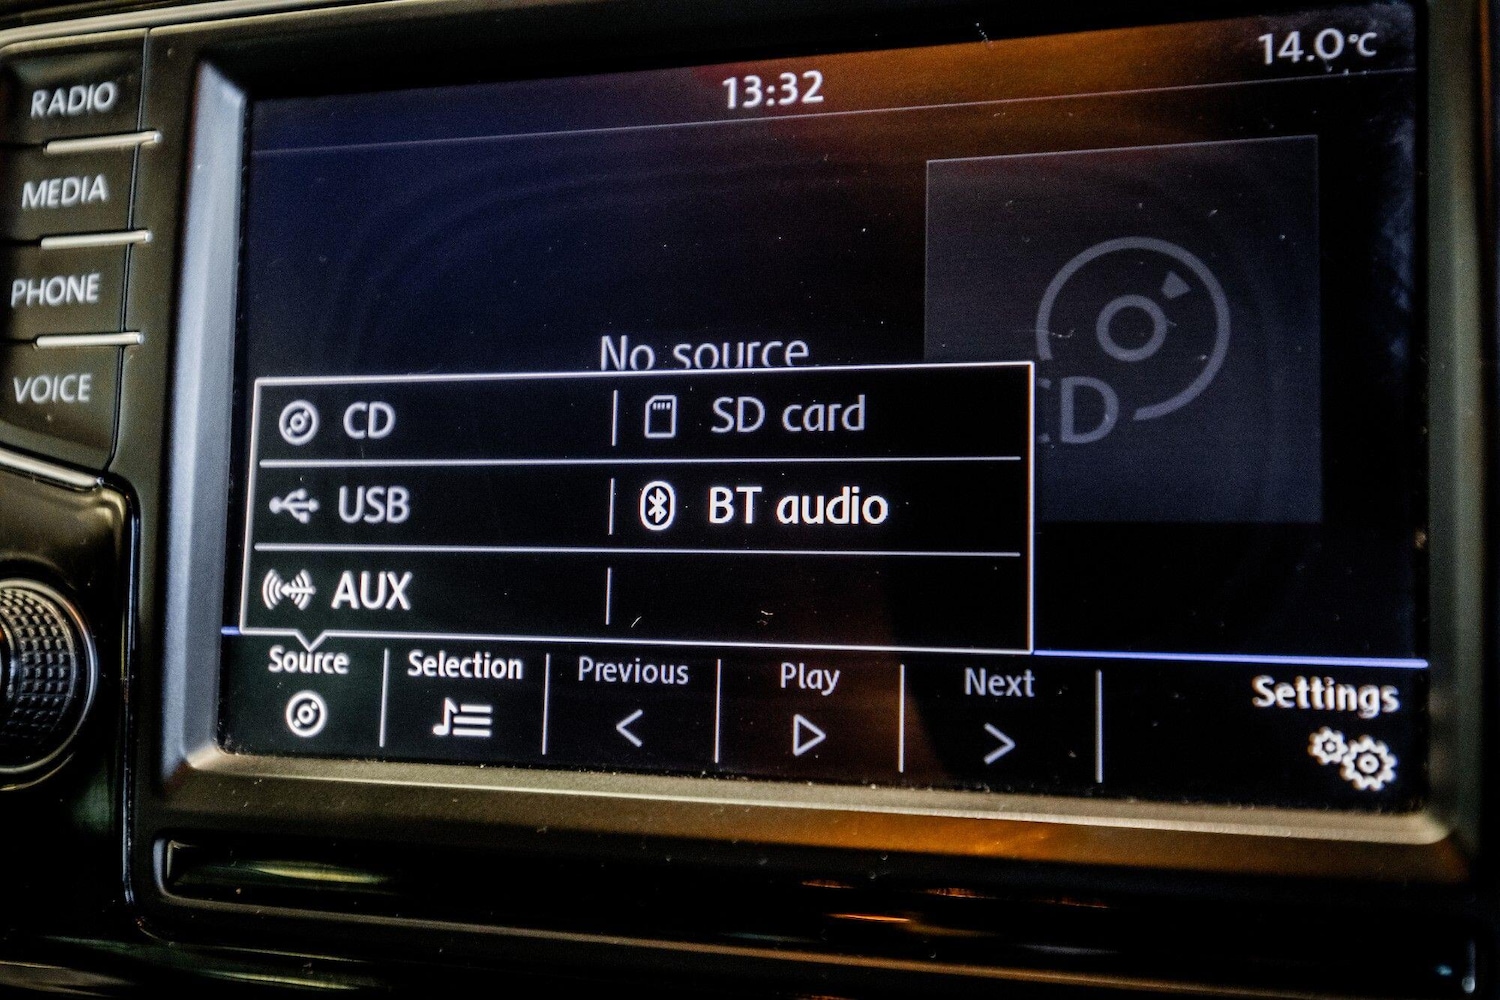 RADIO
MEDIA
PHONE
VOICE
13:32
14.0°C
No source
CD
CD
SD card
USB
BT audio
AUX
Source
Selection
Previous
Play
Next
Settings